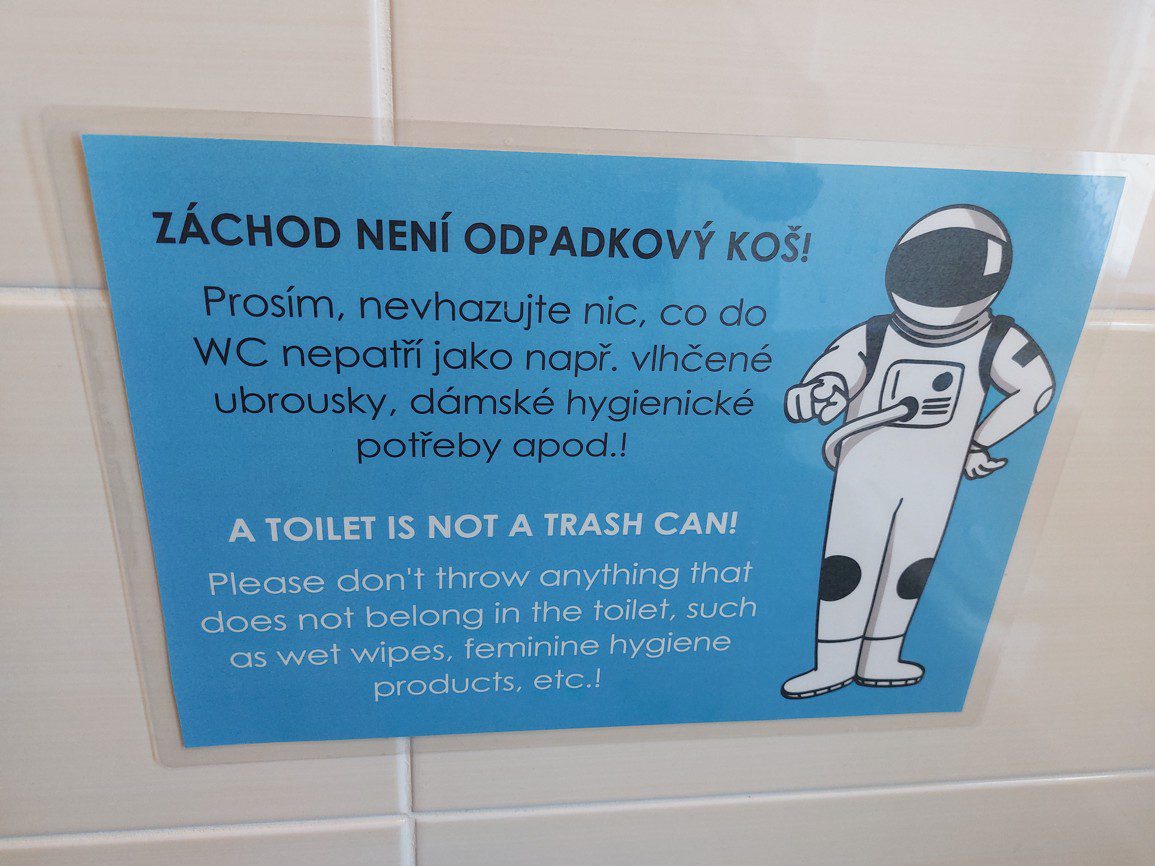 ZÁCHOD NENÍ ODPADKOVÝ KOŠ!
Prosím, nevhazujte nic, co do
WC nepatří jako např. vlhčené
ubrousky, dámské hygienické
potřeby apod.!
A TOILET IS NOT A TRASH CAN!
Please don't throw anything that
does not belong in the toilet, such
as wet wipes, feminine hygiene
products, etc.!